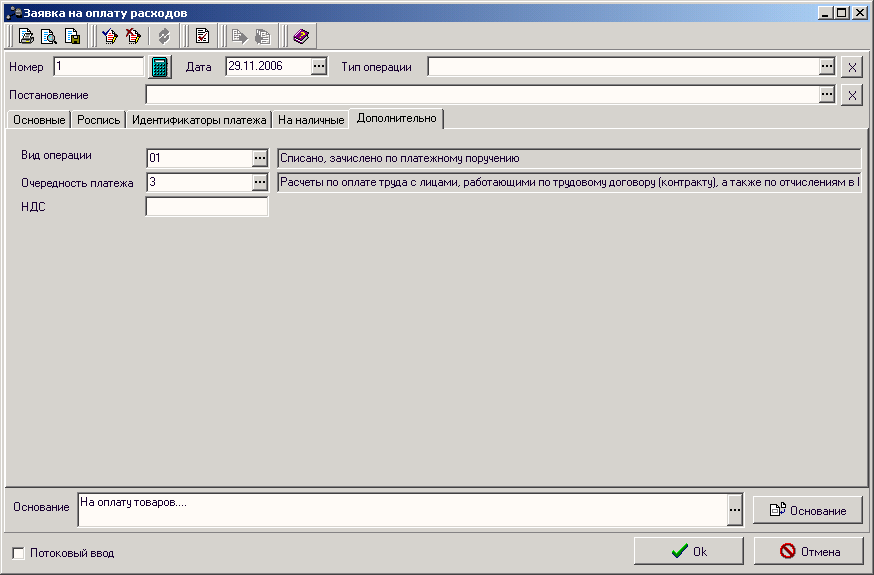 Заявка на оплату расходов
Номер 1 Дата 29.11.2006 ... Тип операции ... X
Постановление ... X
Основные Роспись Идентификаторы платежа На наличные Дополнительно
Вид операции 01 ... Списано, зачислено по платежному поручению
Очередность платежа 3 ... Расчеты по оплате труда с лицами, работающими по трудовому договору (контракту), а также по отчислениям в
НДС
Основание На оплату товаров.... ... Основание
Потоковый ввод Ok Отмена